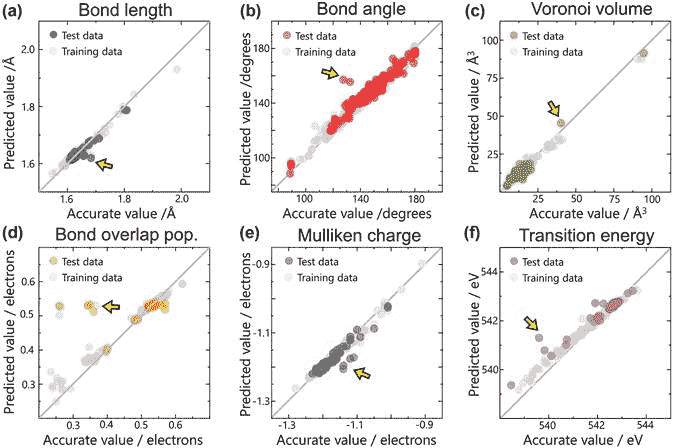 (a) Bond length
Test data
Training data
Predicted value /Å
2.0
1.8
1.6
1.6
1.8
2.0
Accurate value /Å
(b) Bond angle
Test data
Training data
Predicted value /degrees
180
140
100
100
140
180
Accurate value /degrees
(c) Voronoi volume
Test data
Training data
Predicted value / Å3
100
75
50
25
25
50
75
100
Accurate value / Å3
(d) Bond overlap pop.
Test data
Training data
Predicted value / electrons
0.6
0.5
0.4
0.3
0.3
0.4
0.5
0.6
Accurate value / electrons
(e) Mulliken charge
Test data
Training data
Predicted value / electrons
-0.9
-1.1
-1.3
-1.3
-1.1
-0.9
Accurate value / electrons
(f) Transition energy
Test data
Training data
Predicted value / eV
544
542
540
540
542
544
Accurate value / eV